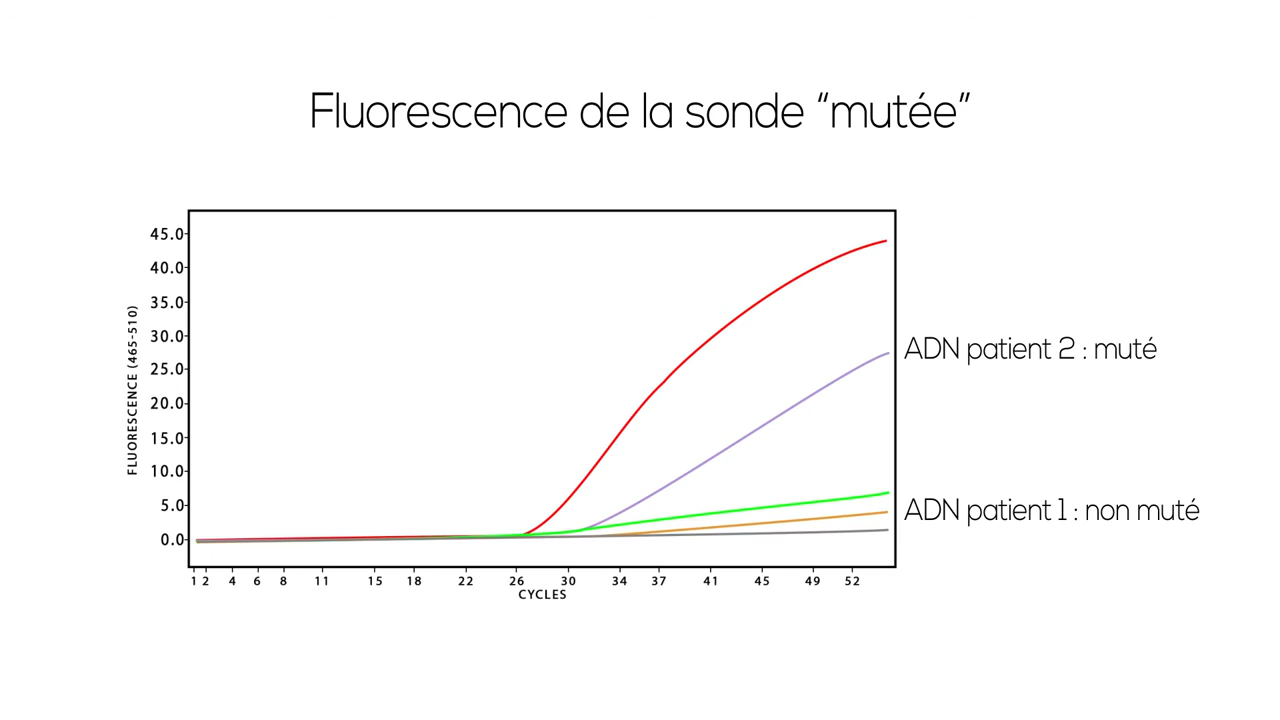 Fluorescence de la sonde “mutée”
45.0
40.0
35.0
30.0
25.0
20.0
15.0
10.0
5.0
0.0
FLUORESCENCE (465-510)
1 2 4 6 8 11 15 18 22 26 30 34 37 41 45 49 52
CYCLES
ADN patient 2 : muté
ADN patient 1 : non muté